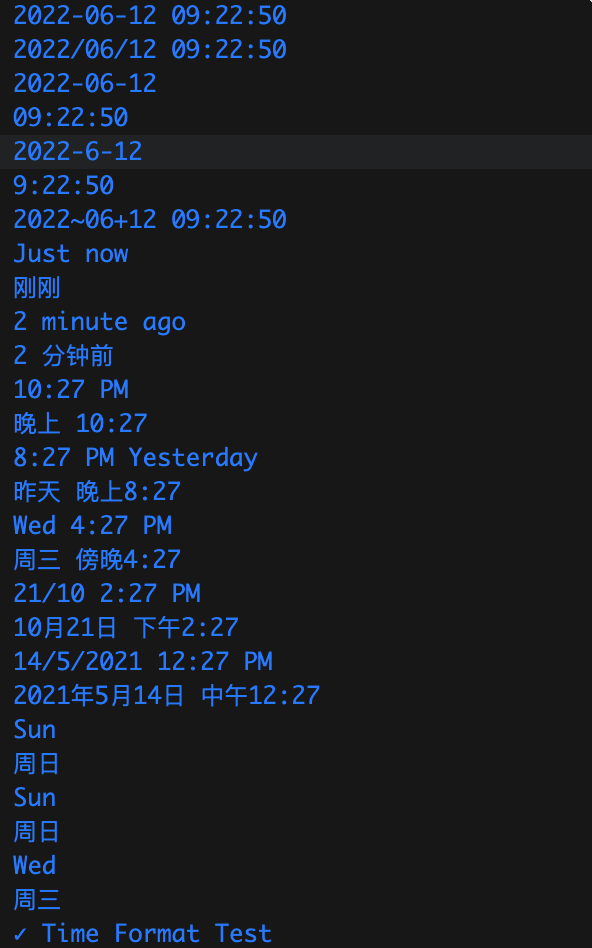 2022-06-12 09:22:50
2022/06/12 09:22:50
2022-06-12
09:22:50
2022-6-12
9:22:50
2022~06+12 09:22:50
Just now
刚刚
2 minute ago
2 分钟前
10:27 PM
晚上 10:27
8:27 PM Yesterday
昨天 晚上8:27
Wed 4:27 PM
周三 傍晚4:27
21/10 2:27 PM
10月21日 下午2:27
14/5/2021 12:27 PM
2021年5月14日 中午12:27
Sun
周日
Sun
周日
Wed
周三
✓ Time Format Test